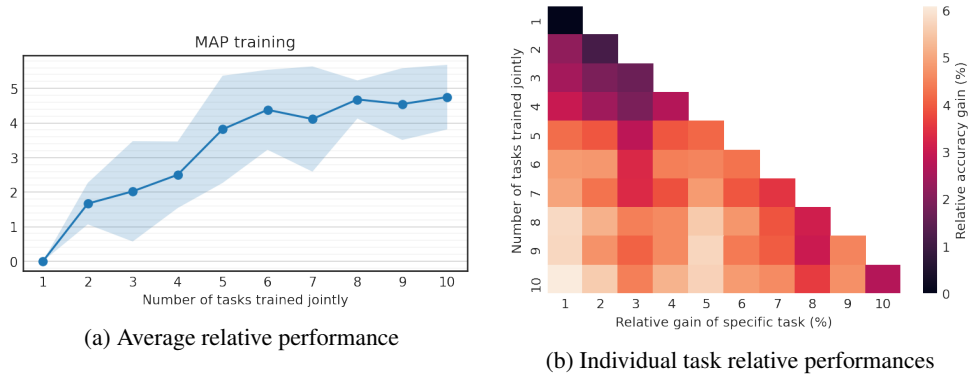 MAP training
5
4
3
2
1
0
1 2 3 4 5 6 7 8 9 10
Number of tasks trained jointly
(a) Average relative performance
Number of tasks trained jointly
1
2
3
4
5
6
7
8
9
10
1 2 3 4 5 6 7 8 9 10
Relative gain of specific task (%)
6
5
4
3
2
1
0
Relative accuracy gain (%)
(b) Individual task relative performances